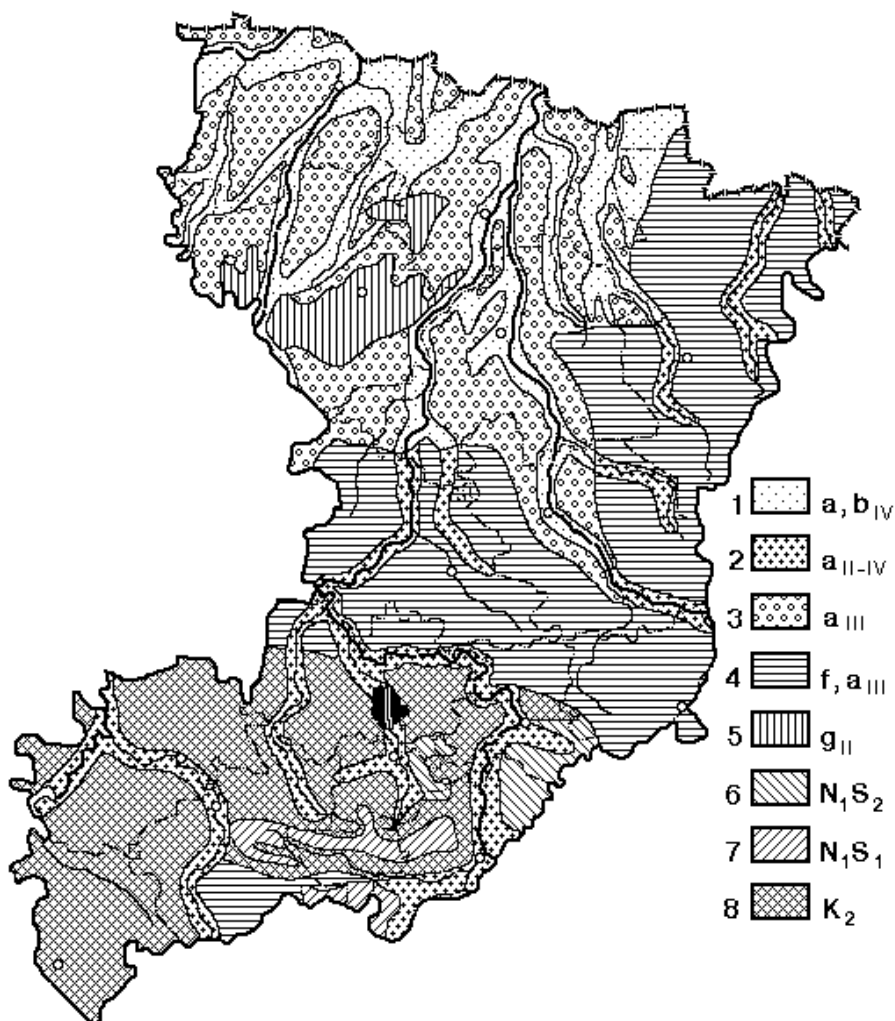 1 a, b IV
2 a II-IV
3 a III
4 f, a III
5 g II
6 N₁S₂
7 N₁S₁
8 K₂